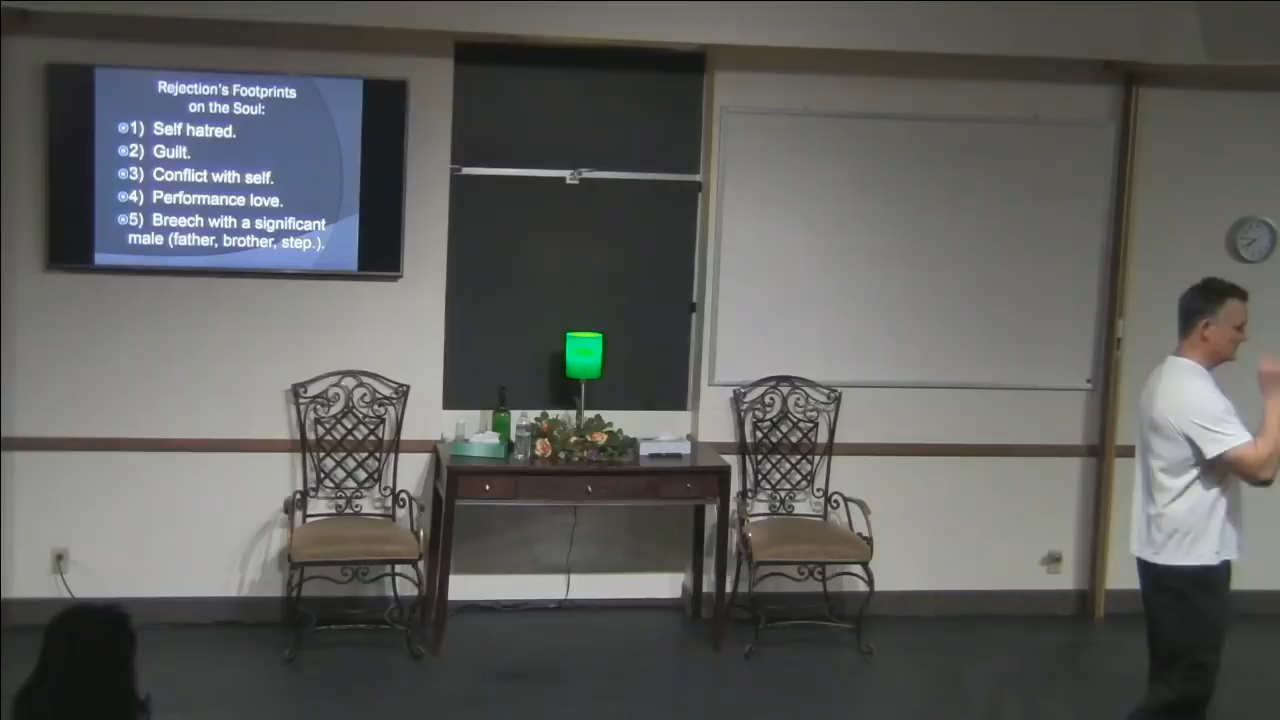 Rejection's Footprints
on the Soul:
1) Self hatred.
2) Guilt.
3) Conflict with self.
4) Performance love.
5) Breech with a significant
male (father, brother, step.).